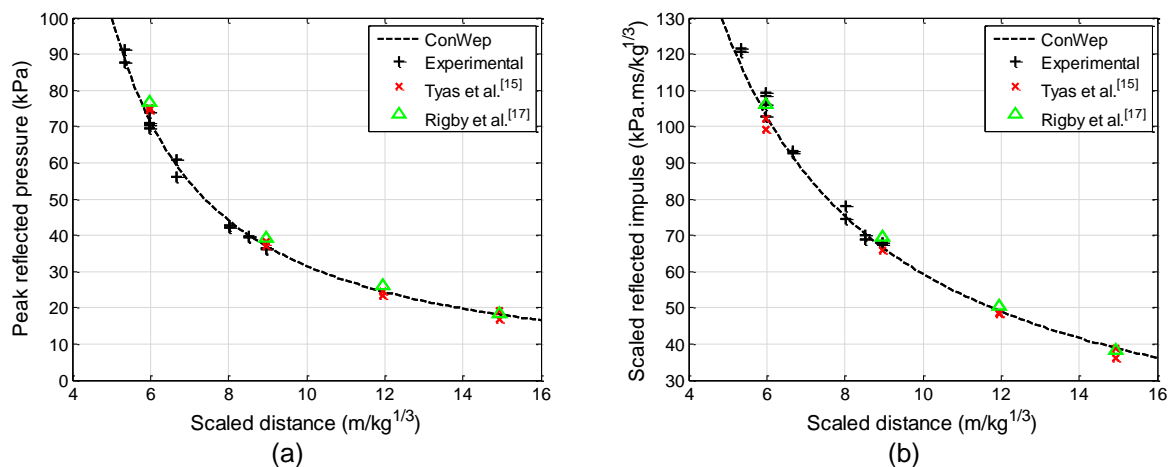 100
90
80
70
60
50
40
30
20
10
0
Peak reflected pressure (kPa)
4 6 8 10 12 14 16
Scaled distance (m/kg^1/3)
ConWep
Experimental
Tyas et al.[15]
Rigby et al.[17]
(a)
130
120
110
100
90
80
70
60
50
40
30
Scaled reflected impulse (kPa.ms/kg^1/3)
4 6 8 10 12 14 16
Scaled distance (m/kg^1/3)
ConWep
Experimental
Tyas et al.[15]
Rigby et al.[17]
(b)